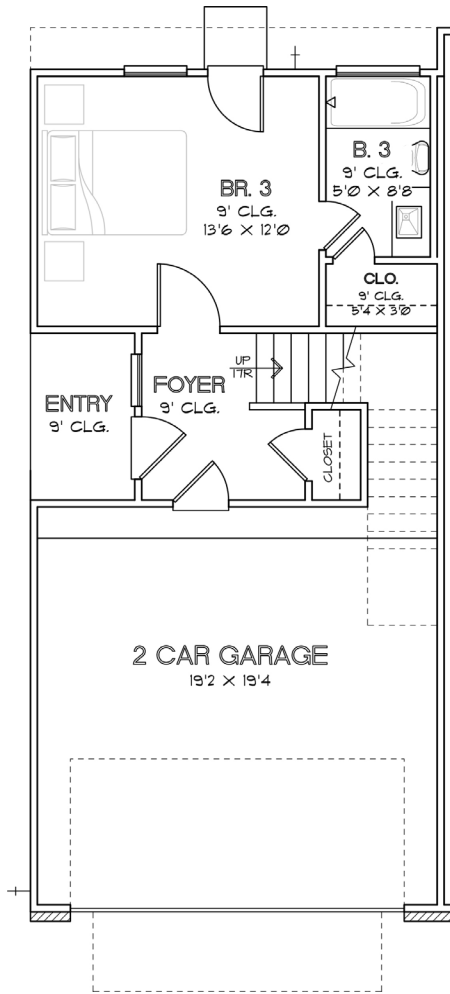 BR. 3
9' CLG.
13'6 X 12'0
B. 3
9' CLG.
5'0 X 8'8
CLO.
9' CLG.
5'4 X 3'0
UP
17R
FOYER
9' CLG.
ENTRY
9' CLG.
CLOSET
2 CAR GARAGE
19'2 X 19'4